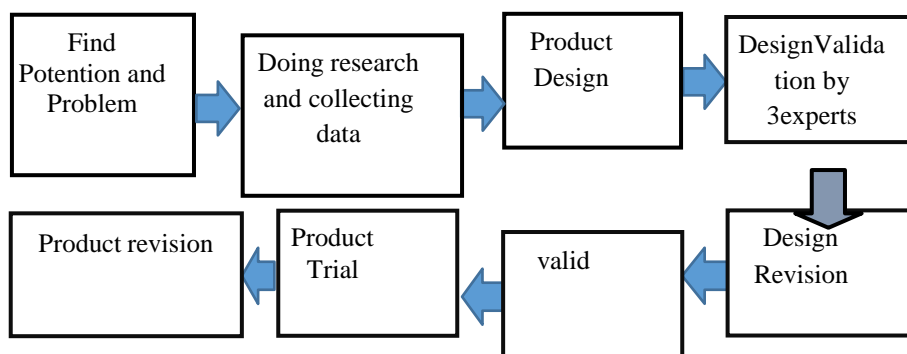 Find
Potention and
Problem
Doing research
and collecting
data
Product
Design
DesignValida
tion by
3experts
Design
Revision
valid
Product
Trial
Product revision